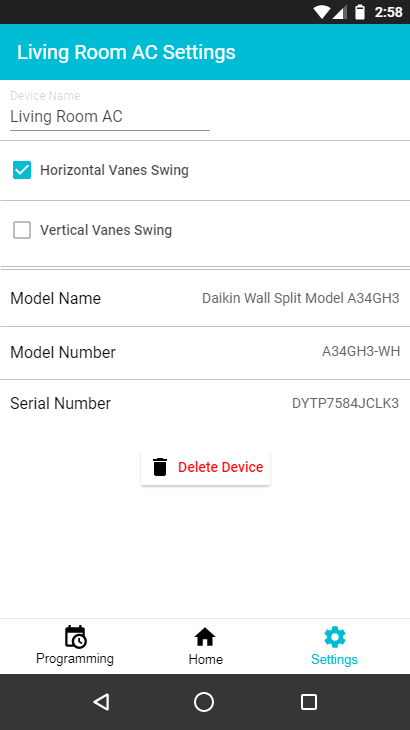 2:58
Living Room AC Settings
Device Name
Living Room AC
Horizontal Vanes Swing
Vertical Vanes Swing
Model Name Daikin Wall Split Model A34GH3
Model Number A34GH3-WH
Serial Number DYTP7584JCLK3
Delete Device
Programming Home Settings